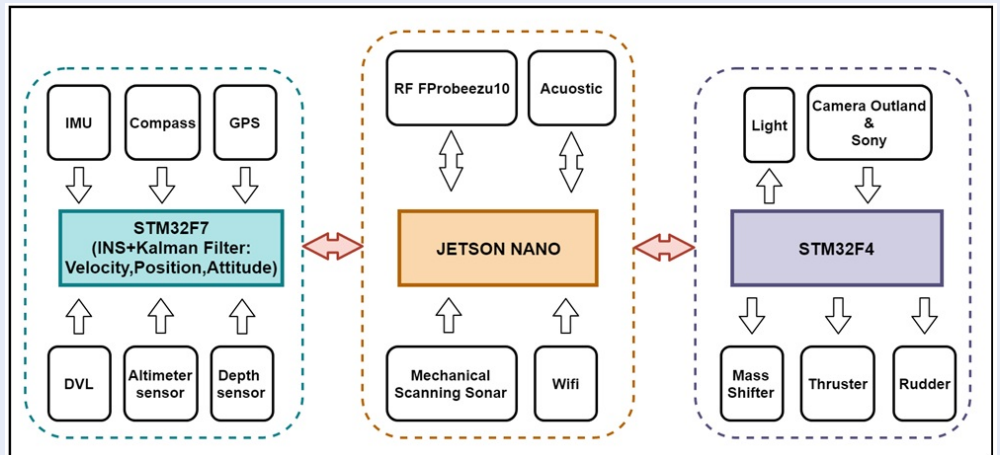 IMU
Compass
GPS
STM32F7
(INS+Kalman Filter:
Velocity,Position,Attitude)
DVL
Altimeter
sensor
Depth
sensor
RF FProbeezu10
Acuostic
JETSON NANO
Mechanical
Scanning Sonar
Wifi
Light
Camera Outland
&
Sony
STM32F4
Mass
Shifter
Thruster
Rudder